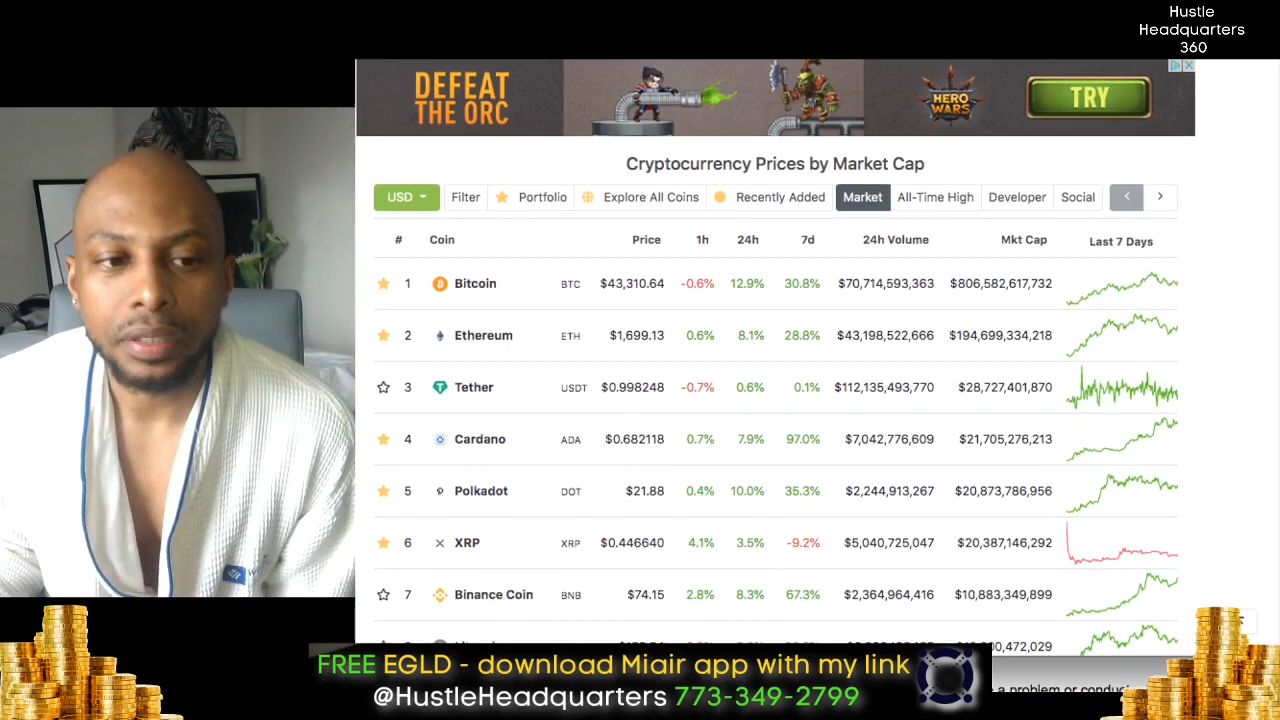 Hustle
Headquarters
360
DEFEAT
THE ORC
HERO
WARS
TRY
Cryptocurrency Prices by Market Cap
USD Filter Portfolio Explore All Coins Recently Added Market All-Time High Developer Social
# Coin Price 1h 24h 7d 24h Volume Mkt Cap Last 7 Days
1 Bitcoin BTC $43,310.64 -0.6% 12.9% 30.8% $70,714,593,363 $806,582,617,732
2 Ethereum ETH $1,699.13 0.6% 8.1% 28.8% $43,198,522,666 $194,699,334,218
3 Tether USDT $0.998248 -0.7% 0.6% 0.1% $112,135,493,770 $28,727,401,870
4 Cardano ADA $0.682118 0.7% 7.9% 97.0% $7,042,776,609 $21,705,276,213
5 Polkadot DOT $21.88 0.4% 10.0% 35.3% $2,244,913,267 $20,873,786,956
6 XRP XRP $0.446640 4.1% 3.5% -9.2% $5,040,725,047 $20,387,146,292
7 Binance Coin BNB $74.15 2.8% 8.3% 67.3% $2,364,964,416 $10,883,349,899
FREE EGLD - download Miair app with my link
@HustleHeadquarters 773-349-2799
a problem or